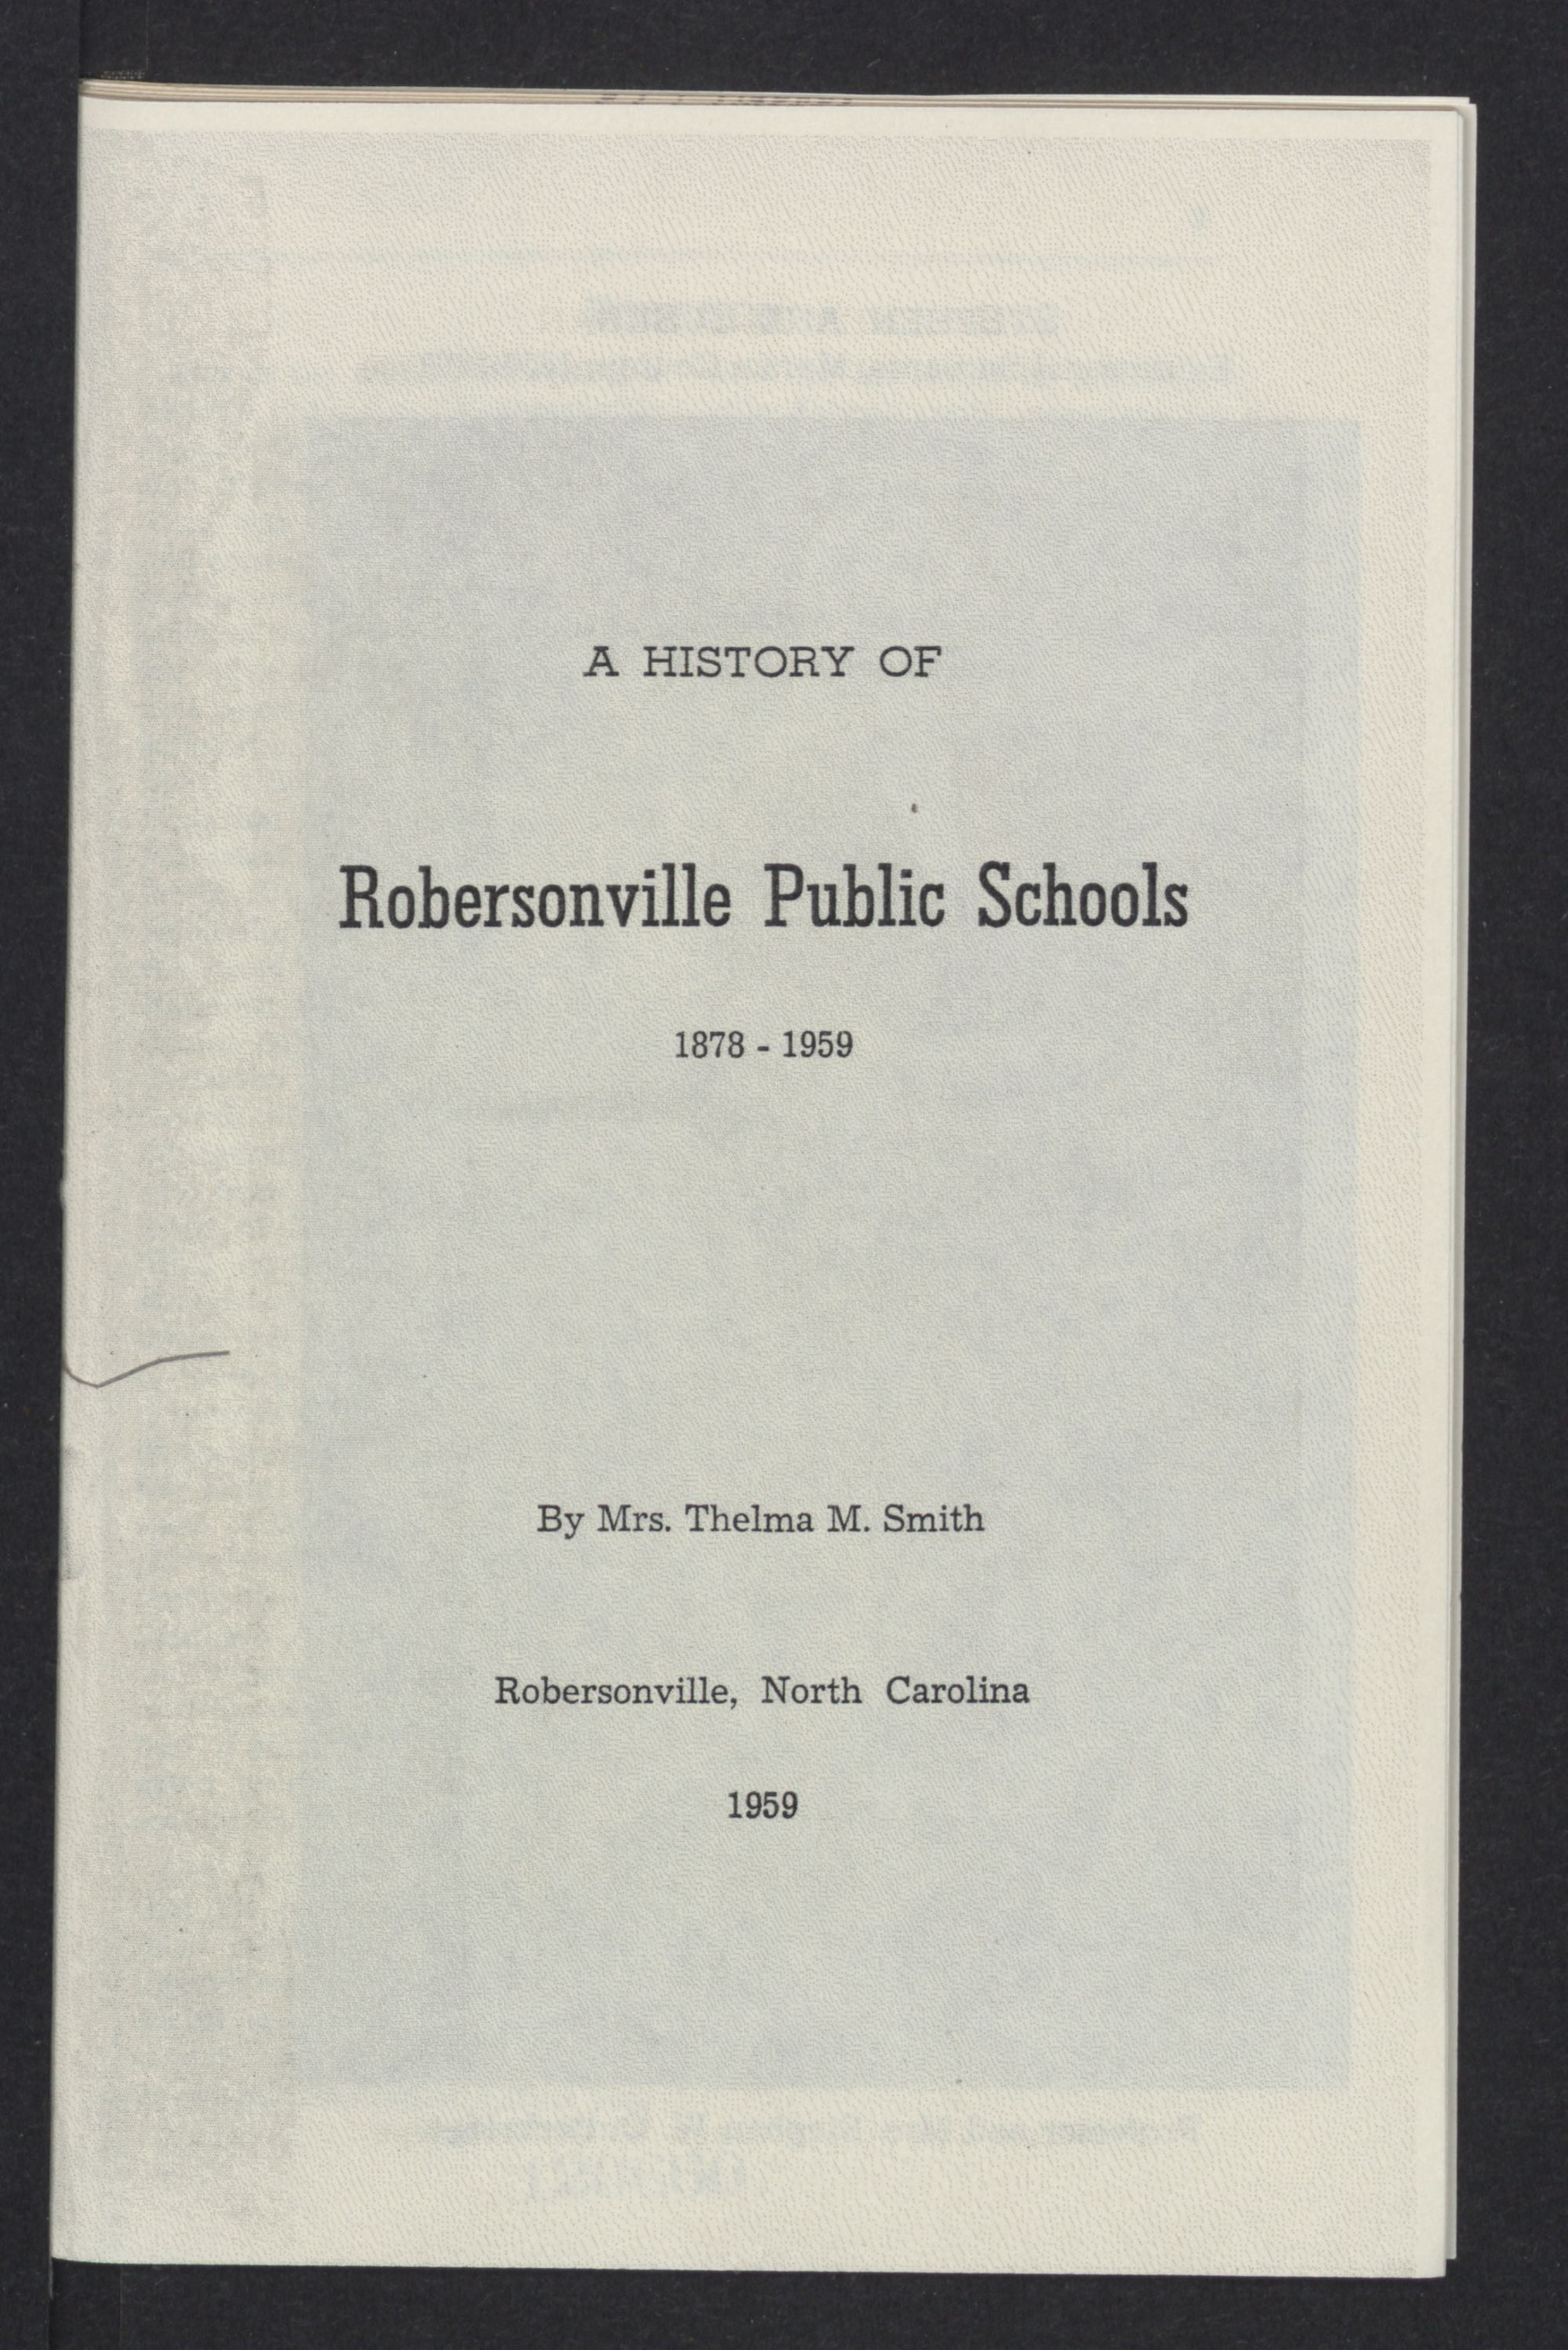 A HISTORY OF
Robersonville Public Schools
1878 - 1959
By Mrs. Thelma M. Smith
Robersonville, North Carolina
1959